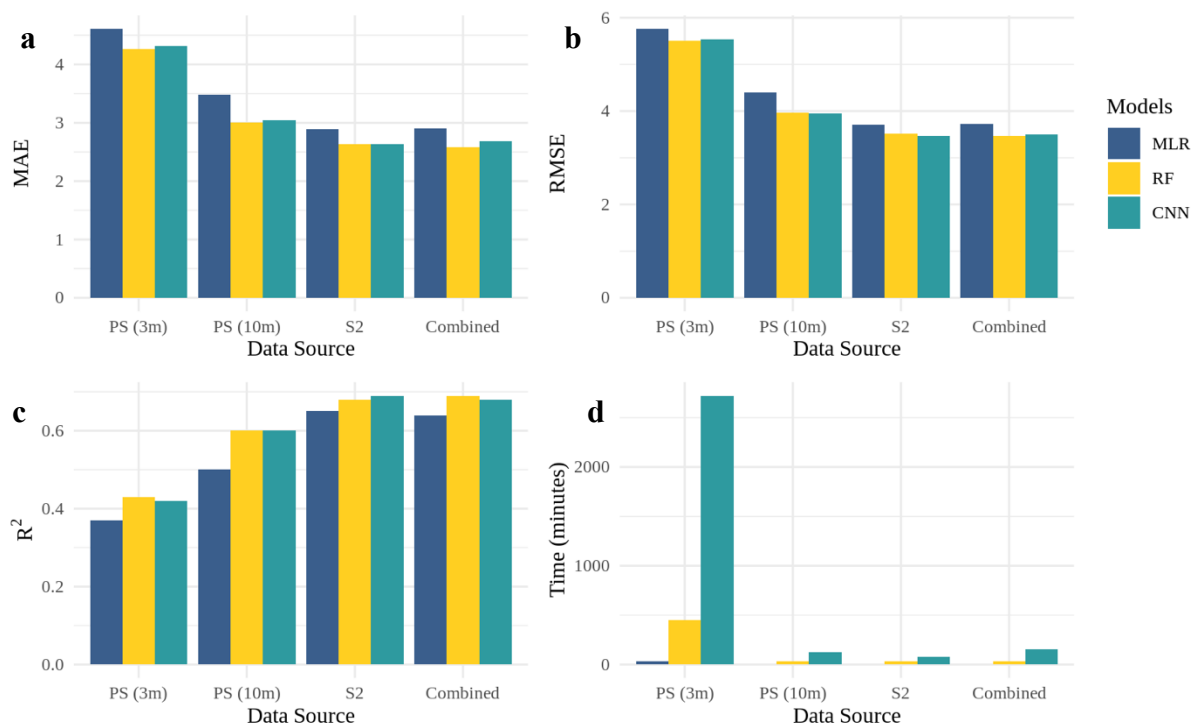 a
MAE
4
3
2
1
0
PS (3m) PS (10m) S2 Combined
Data Source
b
RMSE
6
4
2
0
PS (3m) PS (10m) S2 Combined
Data Source
Models
MLR
RF
CNN
c
R²
0.6
0.4
0.2
0.0
PS (3m) PS (10m) S2 Combined
Data Source
d
Time (minutes)
2000
1000
0
PS (3m) PS (10m) S2 Combined
Data Source